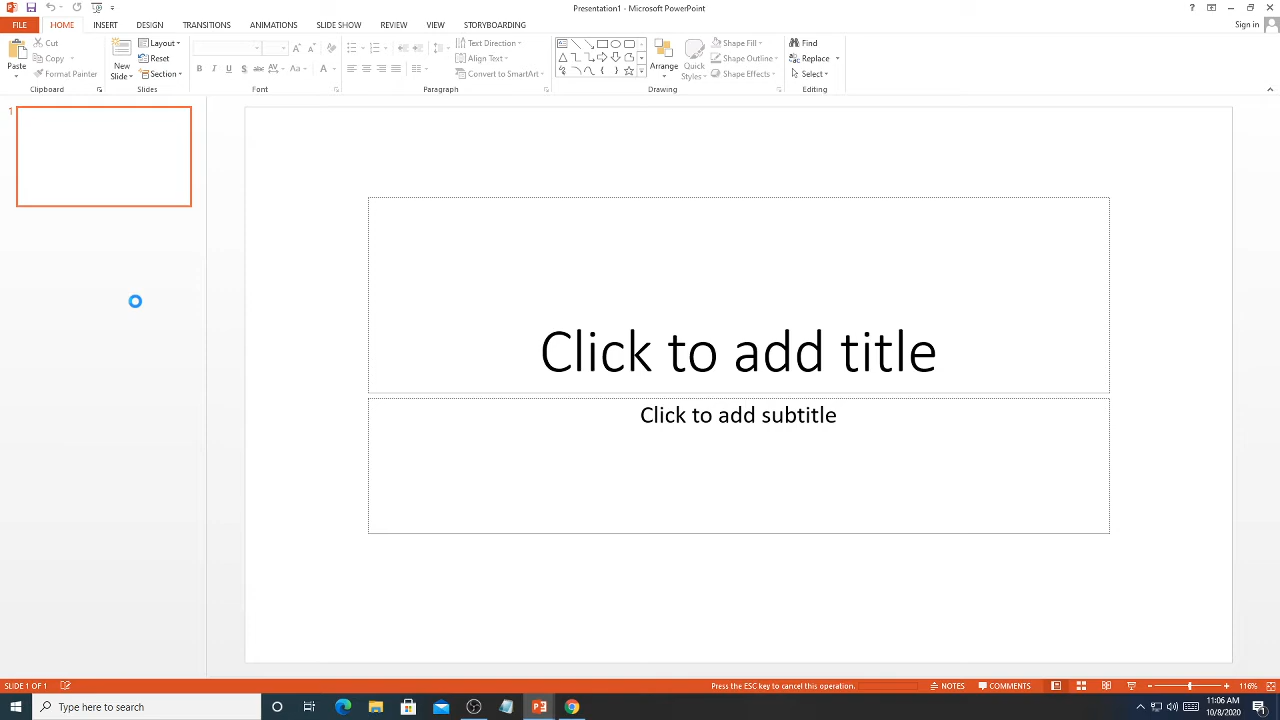 Presentation1 - Microsoft PowerPoint
FILE HOME INSERT DESIGN TRANSITIONS ANIMATIONS SLIDE SHOW REVIEW VIEW STORYBOARDING Sign in
Cut Layout Text Direction Shape Fill Find
Paste Copy New Slide Reset Align Text Arrange Quick Styles Shape Outline Replace
Format Painter Section B I U S abc AV Aa A Convert to SmartArt Shape Effects Select
Clipboard Slides Font Paragraph Drawing Editing
1
Click to add title
Click to add subtitle
SLIDE 1 OF 1 Press the ESC key to cancel this operation. NOTES COMMENTS 116%
Type here to search 11:06 AM
10/8/2020